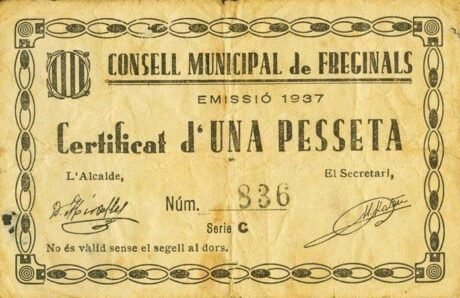 CONSELL MUNICIPAL de FREGINALS
EMISSIÓ 1937
Certificat d'UNA PESSETA
L'Alcalde,
El Secretari,
Núm. 836
Serie C
No és vàlid sense el segell al dors.